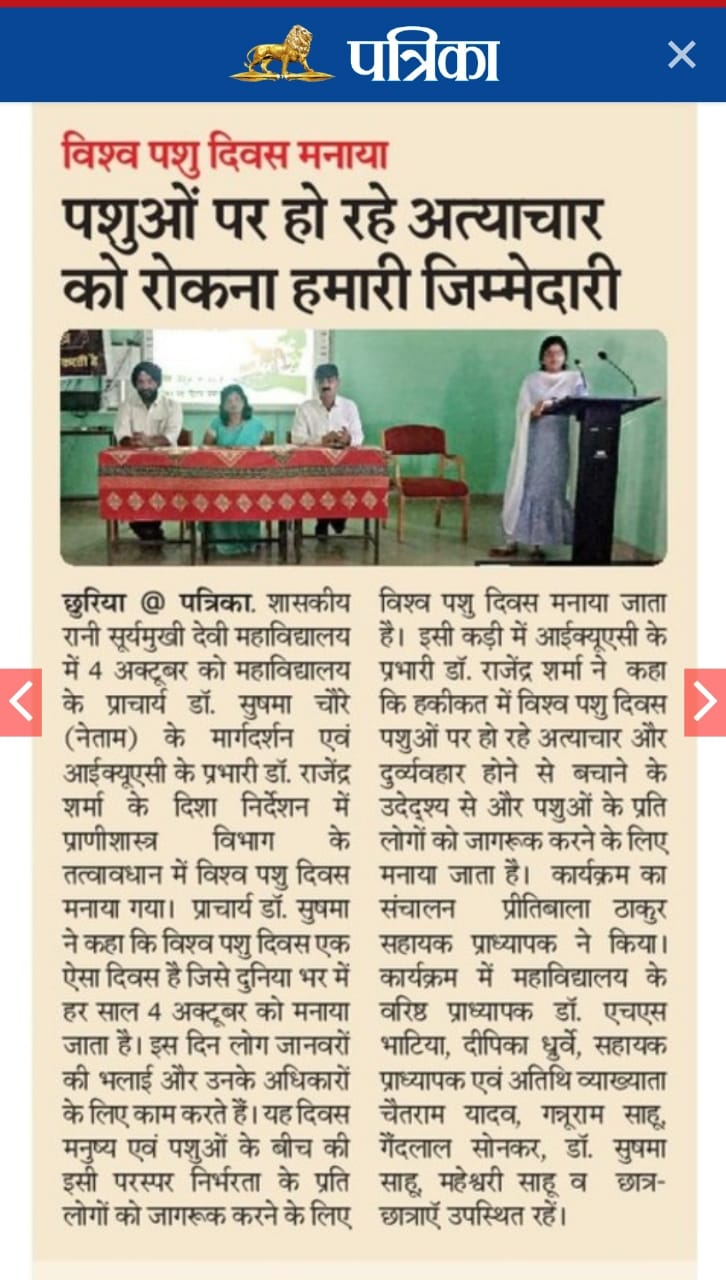 पत्रिका
विश्व पशु दिवस मनाया
पशुओं पर हो रहे अत्याचार
को रोकना हमारी जिम्मेदारी
छुरिया @ पत्रिका. शासकीय
रानी सूर्यमुखी देवी महाविद्यालय
में 4 अक्टूबर को महाविद्यालय
के प्राचार्य डॉ. सुषमा चौरे
(नेताम) के मार्गदर्शन एवं
आईक्यूएसी के प्रभारी डॉ. राजेंद्र
शर्मा के दिशा निर्देशन में
प्राणीशास्त्र विभाग के
तत्वावधान में विश्व पशु दिवस
मनाया गया। प्राचार्य डॉ. सुषमा
ने कहा कि विश्व पशु दिवस एक
ऐसा दिवस है जिसे दुनिया भर में
हर साल 4 अक्टूबर को मनाया
जाता है। इस दिन लोग जानवरों
की भलाई और उनके अधिकारों
के लिए काम करते हैं। यह दिवस
मनुष्य एवं पशुओं के बीच की
इसी परस्पर निर्भरता के प्रति
लोगों को जागरूक करने के लिए
विश्व पशु दिवस मनाया जाता
है। इसी कड़ी में आईक्यूएसी के
प्रभारी डॉ. राजेंद्र शर्मा ने कहा
कि हकीकत में विश्व पशु दिवस
पशुओं पर हो रहे अत्याचार और
दुर्व्यवहार होने से बचाने के
उदेद्श्य से और पशुओं के प्रति
लोगों को जागरूक करने के लिए
मनाया जाता है। कार्यक्रम का
संचालन प्रीतिबाला ठाकुर
सहायक प्राध्यापक ने किया।
कार्यक्रम में महाविद्यालय के
वरिष्ठ प्राध्यापक डॉ. एचएस
भाटिया, दीपिका ध्रुर्वे, सहायक
प्राध्यापक एवं अतिथि व्याख्याता
चैतराम यादव, गन्नूराम साहू,
गैंदलाल सोनकर, डॉ. सुषमा
साहू, महेश्वरी साहू व छात्र-
छात्राएॅ उपस्थित रहें।